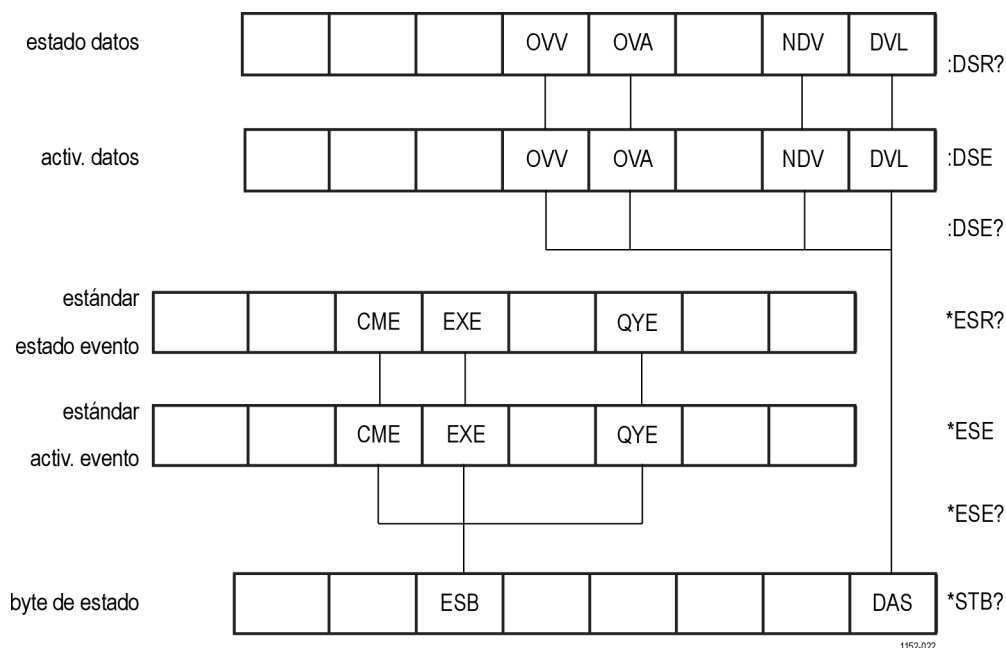 estado datos OVV OVA NDV DVL :DSR?
activ. datos OVV OVA NDV DVL :DSE
:DSE?
estándar
estado evento CME EXE QYE *ESR?
estándar
activ. evento CME EXE QYE *ESE
*ESE?
byte de estado ESB DAS *STB?
1152-022